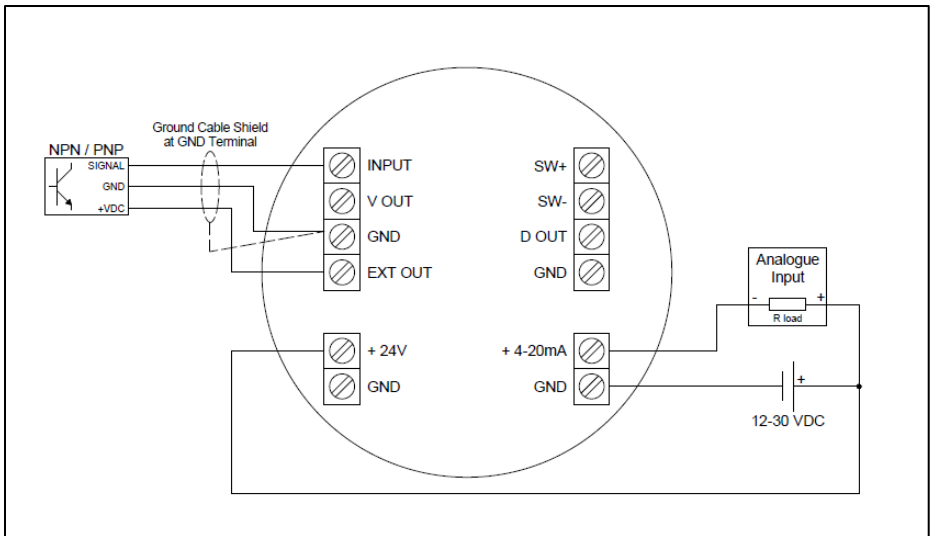 Ground Cable Shield
at GND Terminal
NPN / PNP
SIGNAL
GND
+VDC
INPUT
V OUT
GND
EXT OUT
SW+
SW-
D OUT
GND
Analogue
Input
- +
R load
+ 24V
GND
+ 4-20mA
GND
+
12-30 VDC